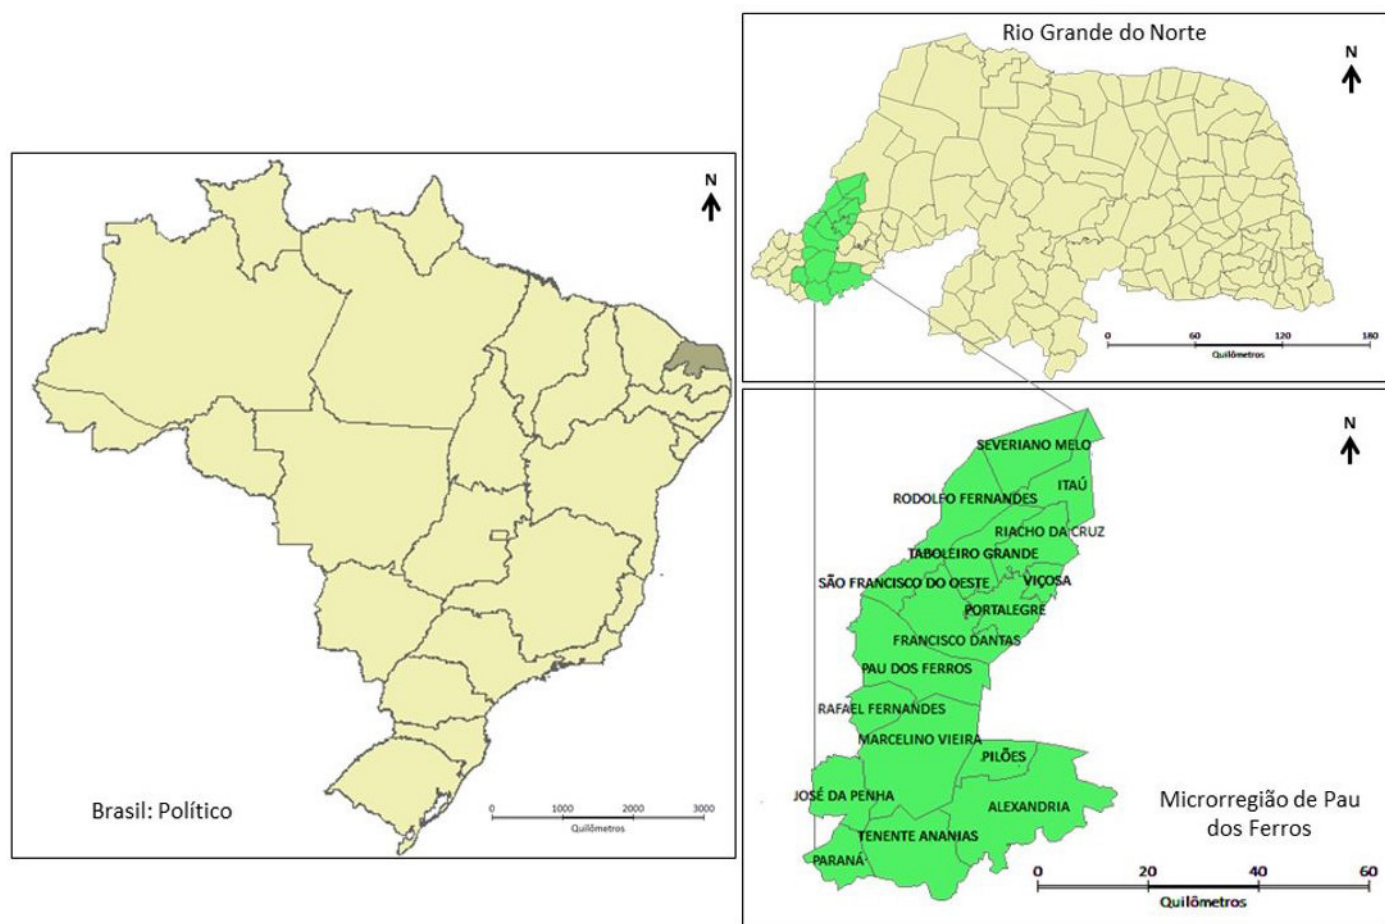 N
Brasil: Político
0 1000 2000 3000
Quilômetros
Rio Grande do Norte
N
0 60 120 180
Quilômetros
N
SEVERIANO MELO
ITAÚ
RODOLFO FERNANDES
RIACHO DA CRUZ
TABOLEIRO GRANDE
SÃO FRANCISCO DO OESTE
VIÇOSA
PORTALEGRE
FRANCISCO DANTAS
PAU DOS FERROS
RAFAEL FERNANDES
MARCELINO VIEIRA
PILÕES
JOSÉ DA PENHA
ALEXANDRIA
TENENTE ANANIAS
PARANÁ
Microrregião de Pau
dos Ferros
0 20 40 60
Quilômetros